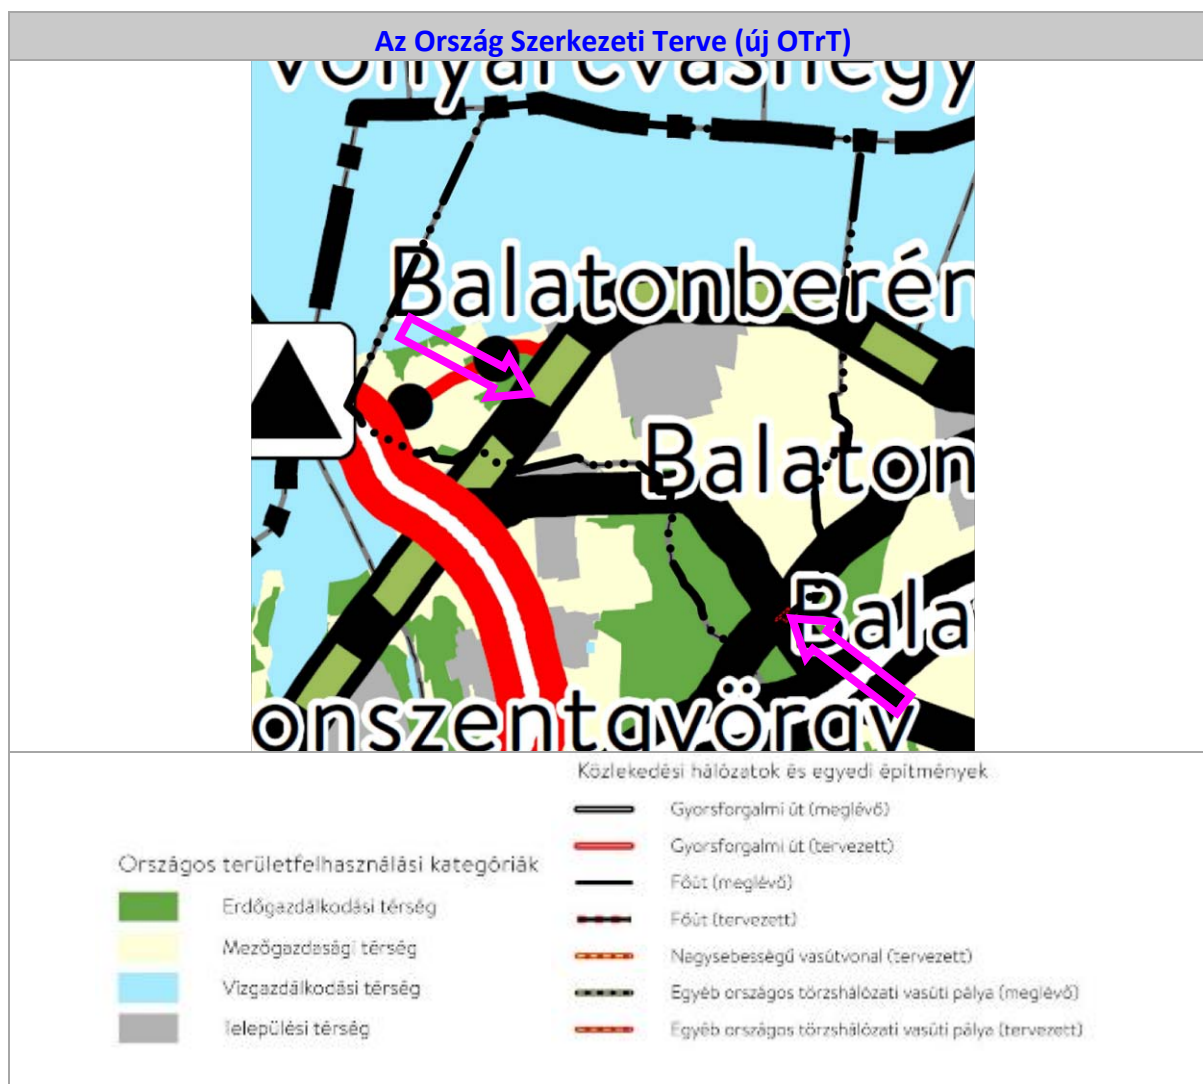 Az Ország Szerkezeti Terve (új OTrT)
Vonyarcvashegy
Balatonberén
Balaton
Bala
onszentgyörgy
Közlekedési hálózatok és egyedi építmények
Gyorsforgalmi út (meglévő)
Országos területfelhasználási kategóriák
Gyorsforgalmi út (tervezett)
Erdőgazdálkodási térség
Főút (meglévő)
Főút (tervezett)
Mezőgazdasági térség
Nagysebességű vasútvonal (tervezett)
Vízgazdálkodási térség
Egyéb országos törzshálózati vasúti pálya (meglévő)
Települési térség
Egyéb országos törzshálózati vasúti pálya (tervezett)